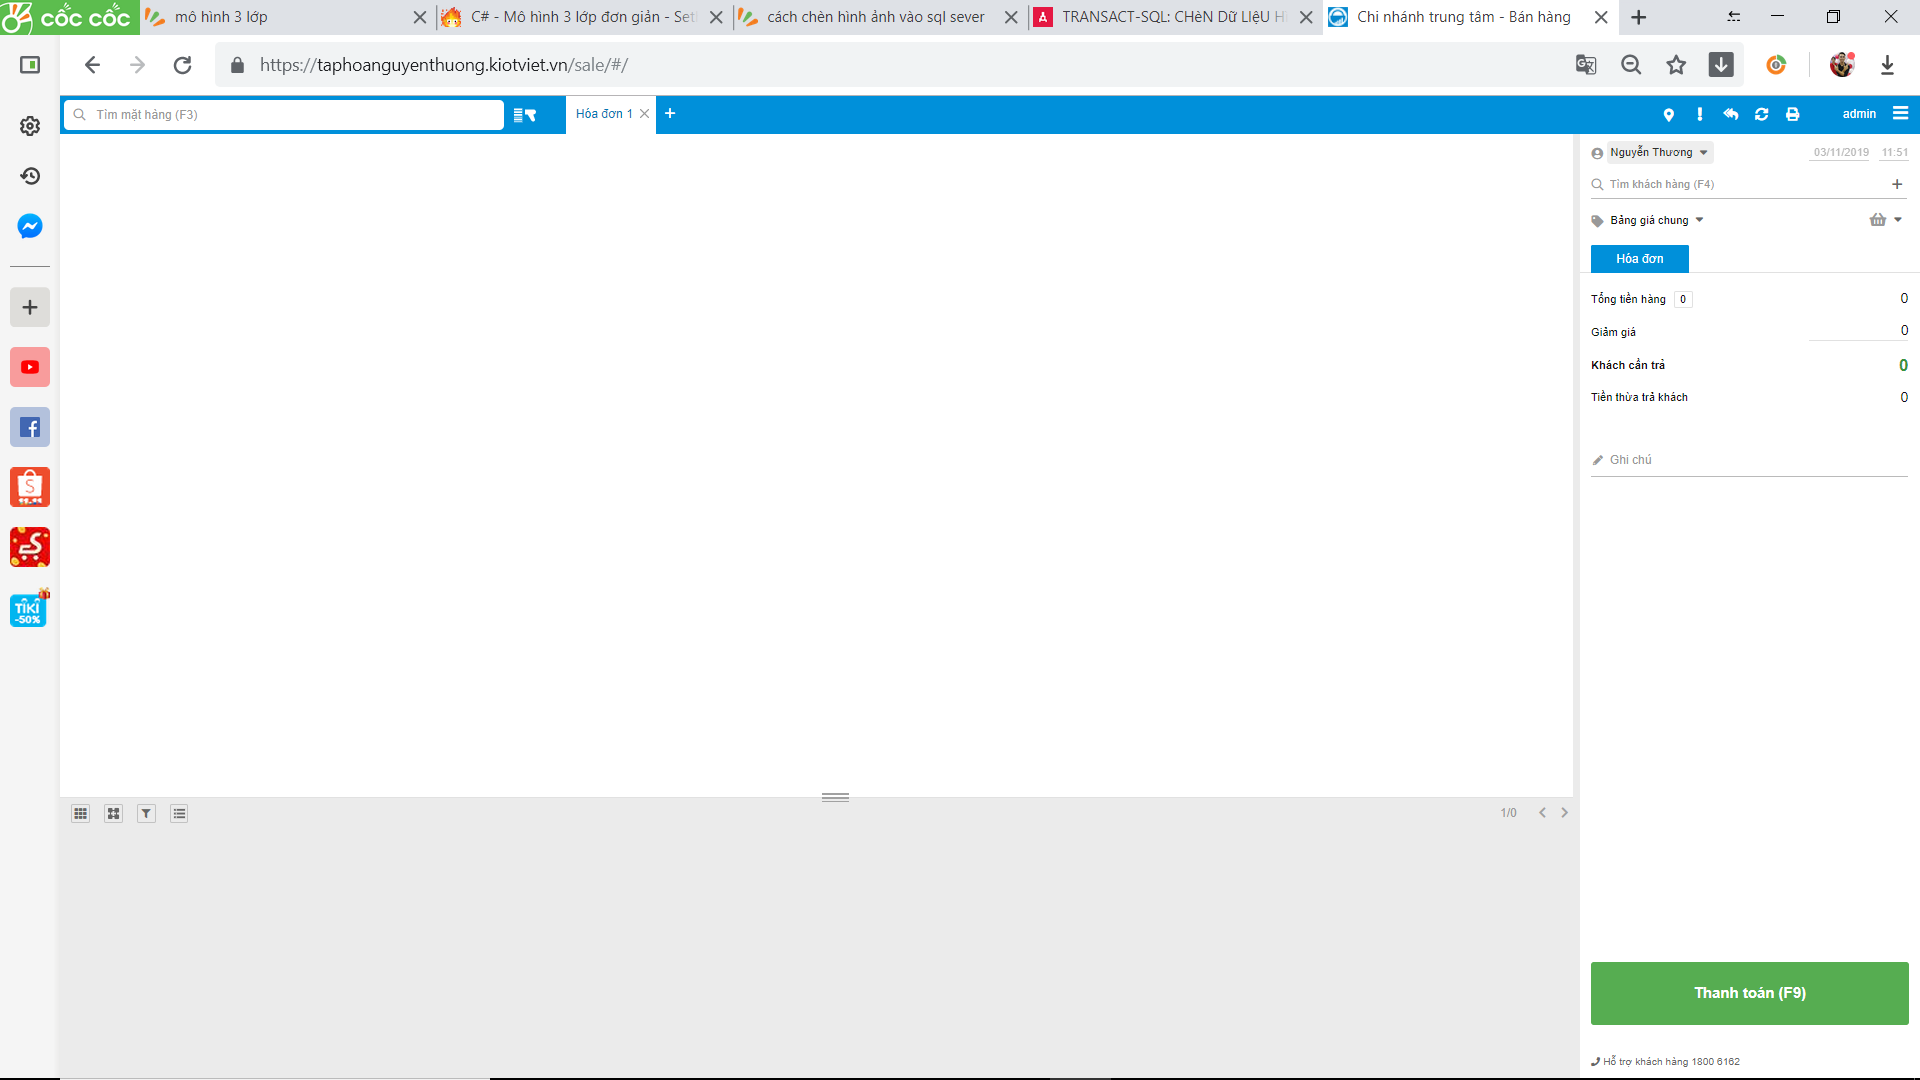 cốc cốc
mô hình 3 lớp
C# - Mô hình 3 lớp đơn giản - Set
cách chèn hình ảnh vào sql sever
TRANSACT-SQL: CHèN Dữ LIệU H
Chi nhánh trung tâm - Bán hàng
https://taphoanguyenthuong.kiotviet.vn/sale/#/
Tìm mặt hàng (F3)
Hóa đơn 1
admin
Nguyễn Thương
03/11/2019
11:51
Tìm khách hàng (F4)
Bảng giá chung
Hóa đơn
Tổng tiền hàng 0 0
Giảm giá 0
Khách cần trả 0
Tiền thừa trả khách 0
Ghi chú
TIKI
-50%
1/0
Thanh toán (F9)
Hỗ trợ khách hàng 1800 6162